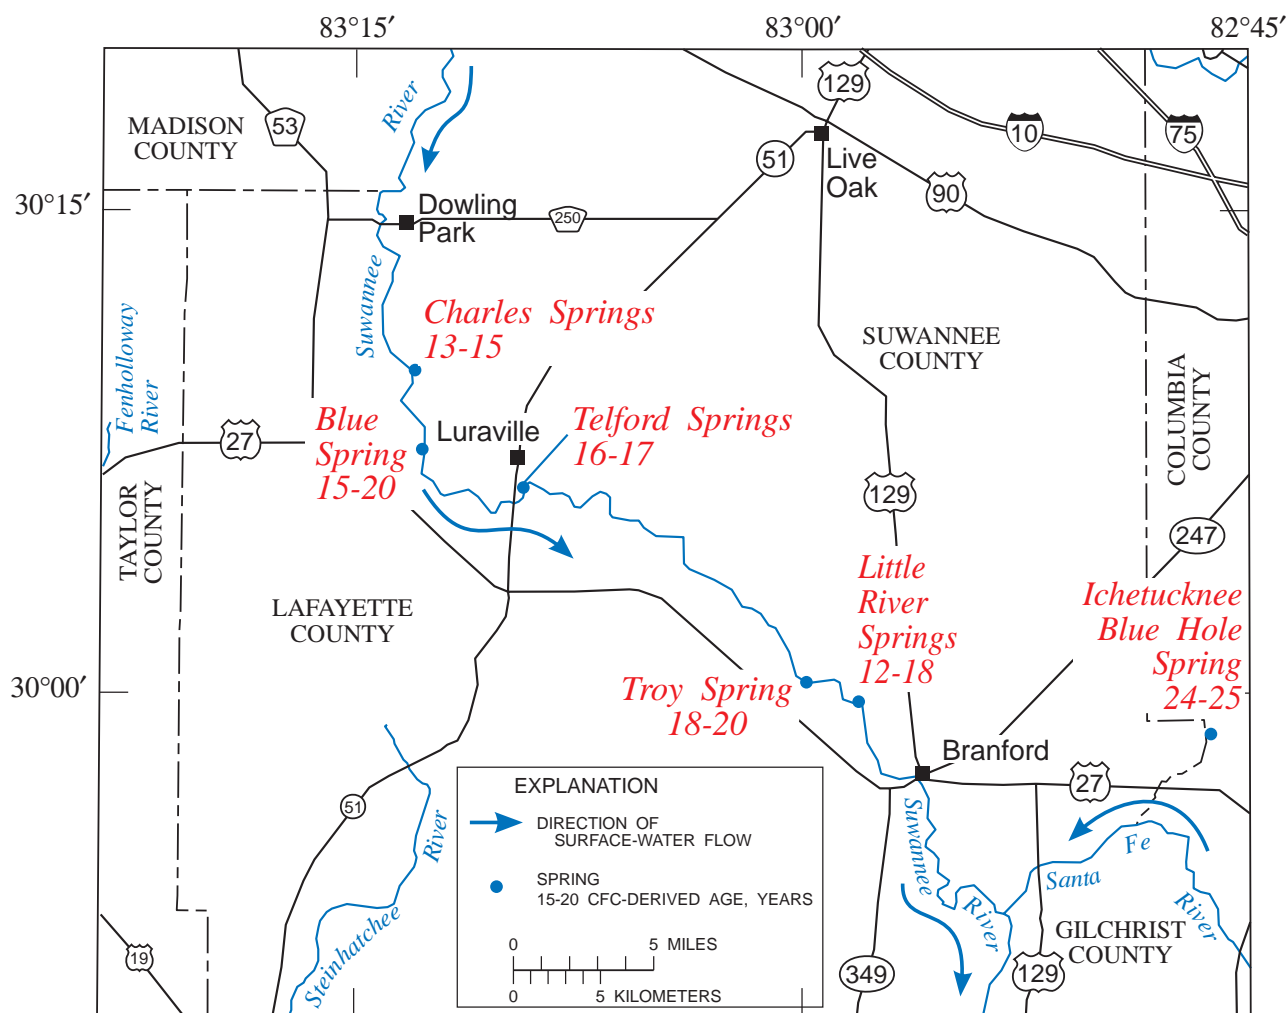 83°15′
83°00′
82°45′
River
129
53
MADISON
COUNTY
10
75
51
Live
Oak
90
30°15′
Dowling
Park
250
Suwannee
Fenholloway
River
Charles Springs
13-15
SUWANNEE
COUNTY
COLUMBIA
COUNTY
Blue
Spring
15-20
Luraville
Telford Springs
16-17
27
129
TAYLOR
COUNTY
247
LAFAYETTE
COUNTY
Little
River
Springs
12-18
Ichetucknee
Blue Hole
Spring
24-25
30°00′
Troy Spring
18-20
Branford
27
51
River
Steinhatchee
EXPLANATION
DIRECTION OF
SURFACE-WATER FLOW
SPRING
15-20 CFC-DERIVED AGE, YEARS
0 5 MILES
0 5 KILOMETERS
Suwannee
River
Santa
Fe
River
GILCHRIST
COUNTY
19
349
129